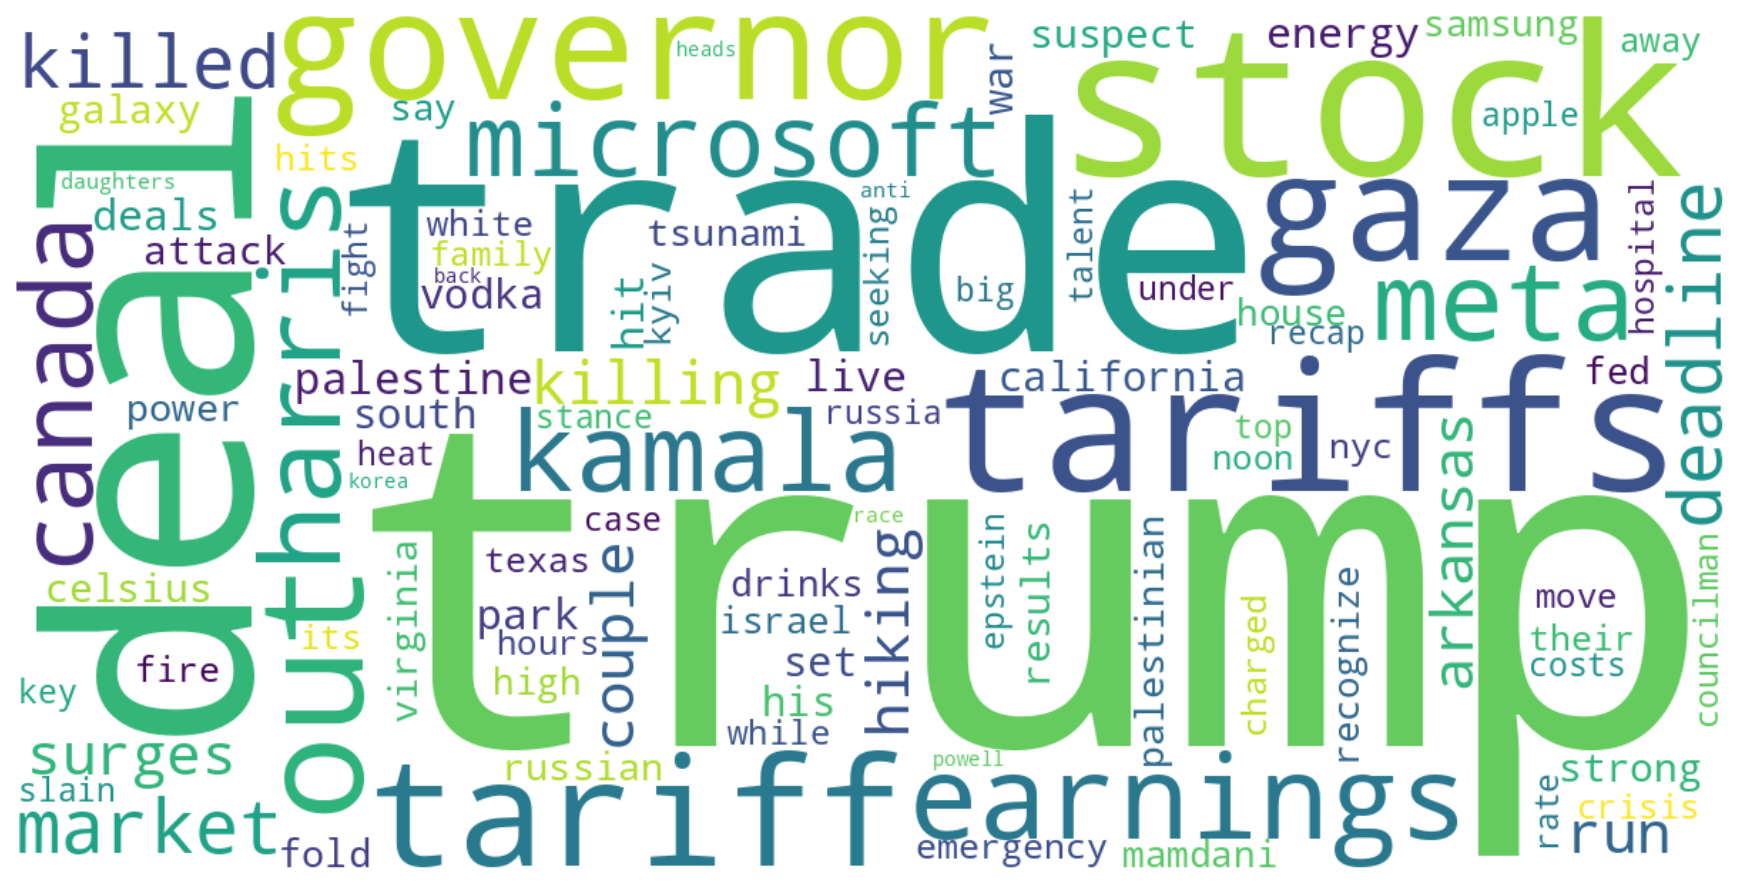 killed
governor
heads
suspect
energy
samsung
away
galaxy
say
microsoft
war
stock
apple
hits
deal
trade
daughters
deals
harris
anti
gaza
hospital
deadline
canada
attack
fight
white
family
back
vodka
tsunami
hit
kyiv
seeking
big
talent
under
house
recap
meta
palestine
killing
live
california
tariffs
fed
power
south
stance
russia
kamala
top
noon
nyc
arkansas
heat
korea
trump
out
case
race
texas
virginia
couple
drinks
hiking
epstein
results
palestinian
recognize
charged
councilman
celsius
park
israel
move
its
hours
their
fire
set
costs
key
high
his
while
surges
russian
tariff
powell
earnings
strong
slain
market
crisis
rate
run
fold
emergency
mamdani